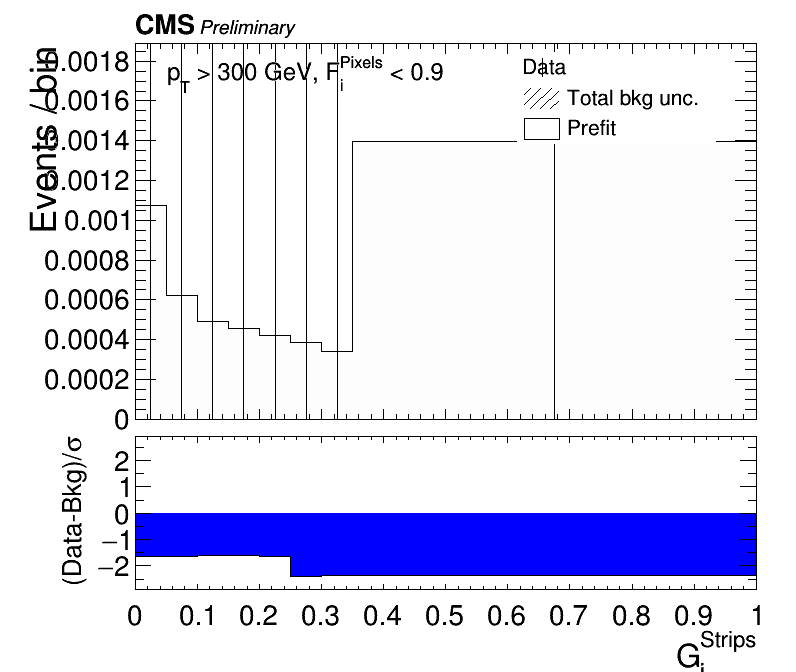 CMS Preliminary
p_T > 300 GeV, F_i^Pixels < 0.9
Data
Total bkg unc.
Prefit
Events / bin
0.0018
0.0016
0.0014
0.0012
0.001
0.0008
0.0006
0.0004
0.0002
0
(Data-Bkg)/σ
2
1
0
−1
−2
0 0.1 0.2 0.3 0.4 0.5 0.6 0.7 0.8 0.9 1
G_i^Strips